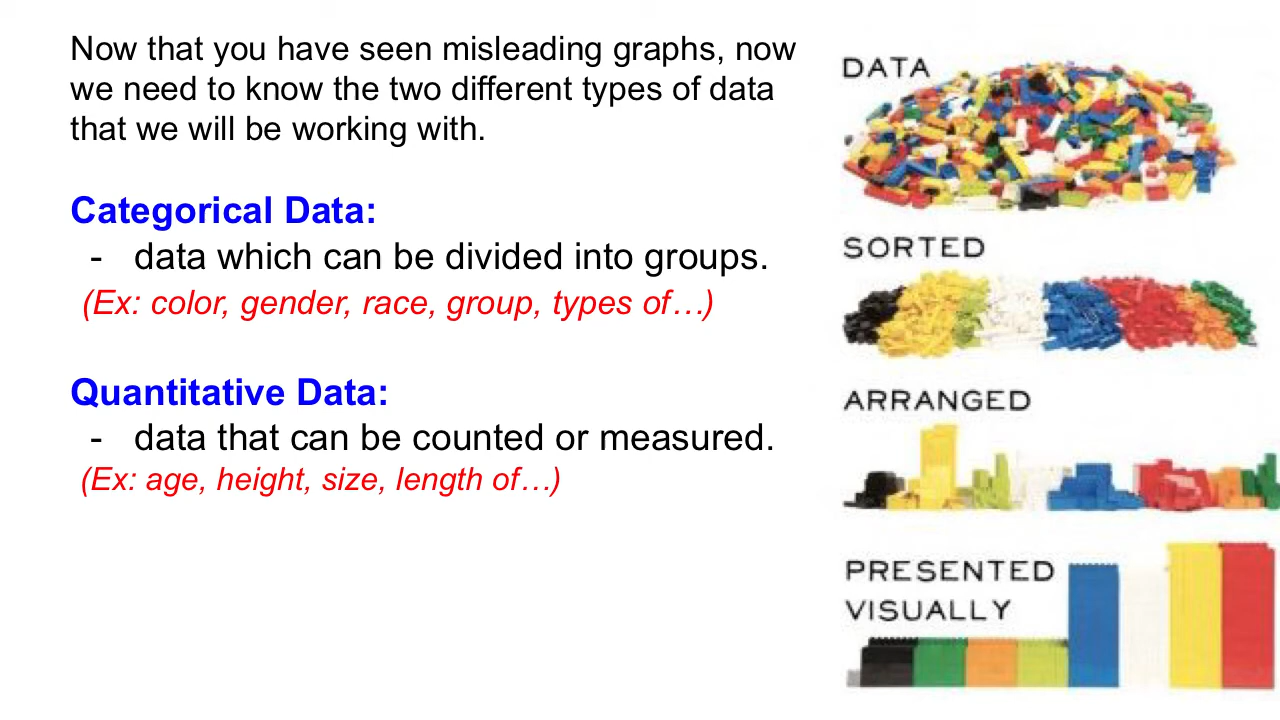 Now that you have seen misleading graphs, now
we need to know the two different types of data
that we will be working with.
Categorical Data:
- data which can be divided into groups.
(Ex: color, gender, race, group, types of…)
Quantitative Data:
- data that can be counted or measured.
(Ex: age, height, size, length of…)
DATA
SORTED
ARRANGED
PRESENTED
VISUALLY